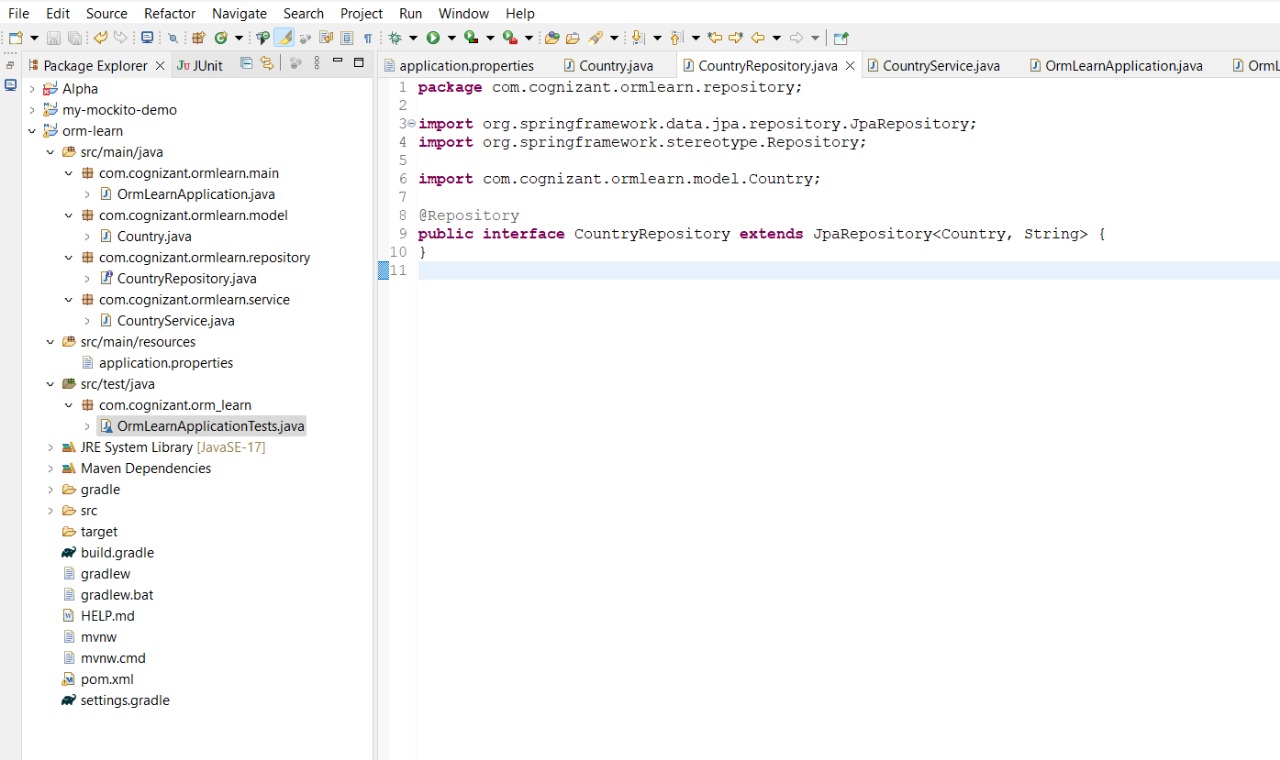 File Edit Source Refactor Navigate Search Project Run Window Help
Package Explorer JUnit
application.properties Country.java CountryRepository.java CountryService.java OrmLearnApplication.java OrmL
Alpha
my-mockito-demo
orm-learn
src/main/java
com.cognizant.ormlearn.main
OrmLearnApplication.java
com.cognizant.ormlearn.model
Country.java
com.cognizant.ormlearn.repository
CountryRepository.java
com.cognizant.ormlearn.service
CountryService.java
src/main/resources
application.properties
src/test/java
com.cognizant.orm_learn
OrmLearnApplicationTests.java
JRE System Library [JavaSE-17]
Maven Dependencies
gradle
src
target
build.gradle
gradlew
gradlew.bat
HELP.md
mvnw
mvnw.cmd
pom.xml
settings.gradle
1 package com.cognizant.ormlearn.repository;
2
3 import org.springframework.data.jpa.repository.JpaRepository;
4 import org.springframework.stereotype.Repository;
5
6 import com.cognizant.ormlearn.model.Country;
7
8 @Repository
9 public interface CountryRepository extends JpaRepository<Country, String> {
10 }
11